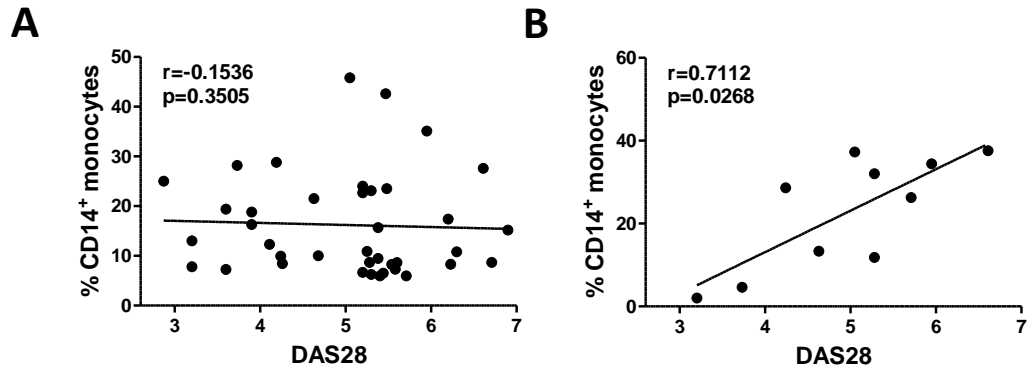 A
r=-0.1536
p=0.3505
% CD14⁺ monocytes
50
40
30
20
10
0
3 4 5 6 7
DAS28
B
r=0.7112
p=0.0268
% CD14⁺ monocytes
60
40
20
0
3 4 5 6 7
DAS28